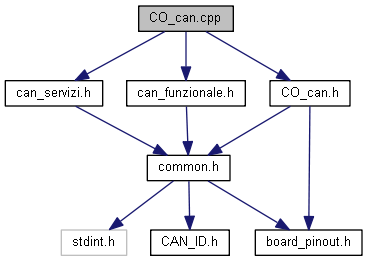 CO_can.cpp
can_servizi.h
can_funzionale.h
CO_can.h
common.h
stdint.h
CAN_ID.h
board_pinout.h